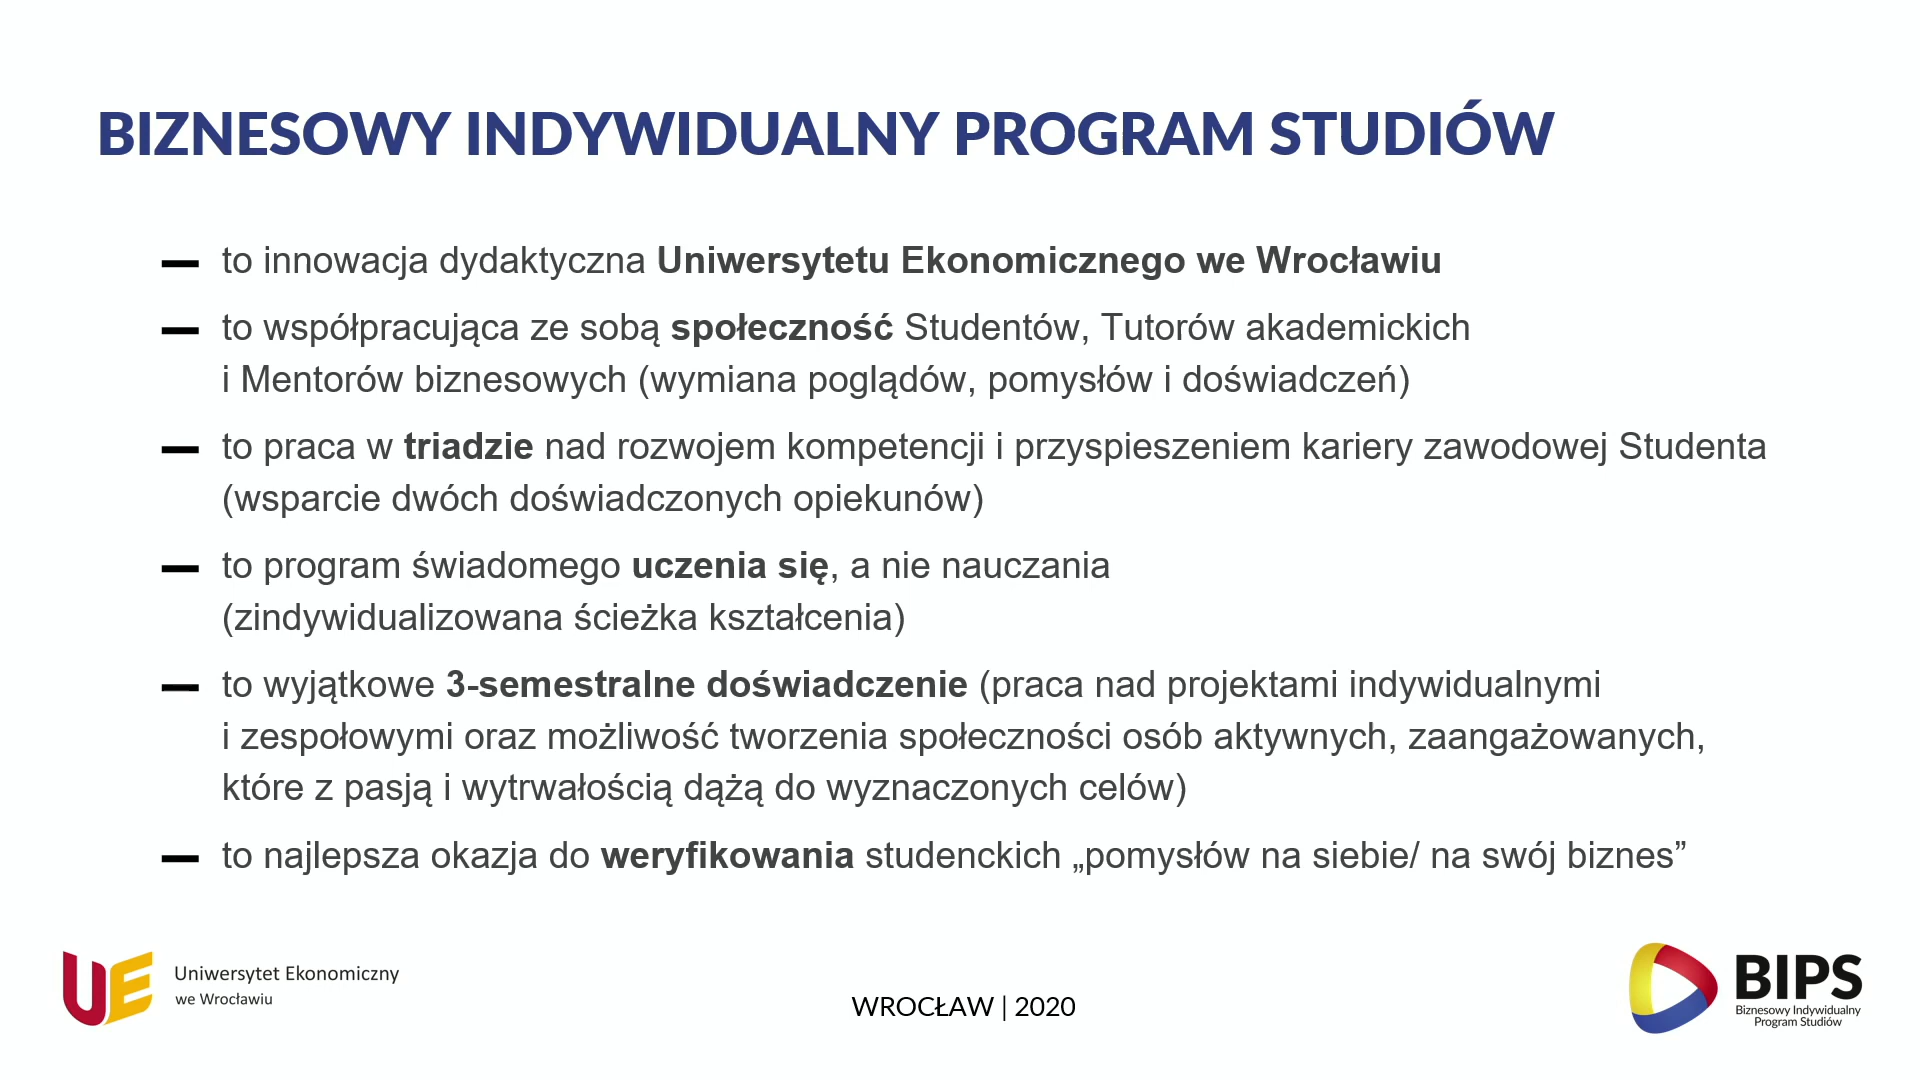 BIZNESOWY INDYWIDUALNY PROGRAM STUDIÓW
to innowacja dydaktyczna Uniwersytetu Ekonomicznego we Wrocławiu
to współpracująca ze sobą społeczność Studentów, Tutorów akademickich
i Mentorów biznesowych (wymiana poglądów, pomysłów i doświadczeń)
to praca w triadzie nad rozwojem kompetencji i przyspieszeniem kariery zawodowej Studenta
(wsparcie dwóch doświadczonych opiekunów)
to program świadomego uczenia się, a nie nauczania
(zindywidualizowana ścieżka kształcenia)
to wyjątkowe 3-semestralne doświadczenie (praca nad projektami indywidualnymi
i zespołowymi oraz możliwość tworzenia społeczności osób aktywnych, zaangażowanych,
które z pasją i wytrwałością dążą do wyznaczonych celów)
to najlepsza okazja do weryfikowania studenckich „pomysłów na siebie/ na swój biznes”
UE
Uniwersytet Ekonomiczny
we Wrocławiu
WROCŁAW | 2020
BIPS
Biznesowy Indywidualny
Program Studiów